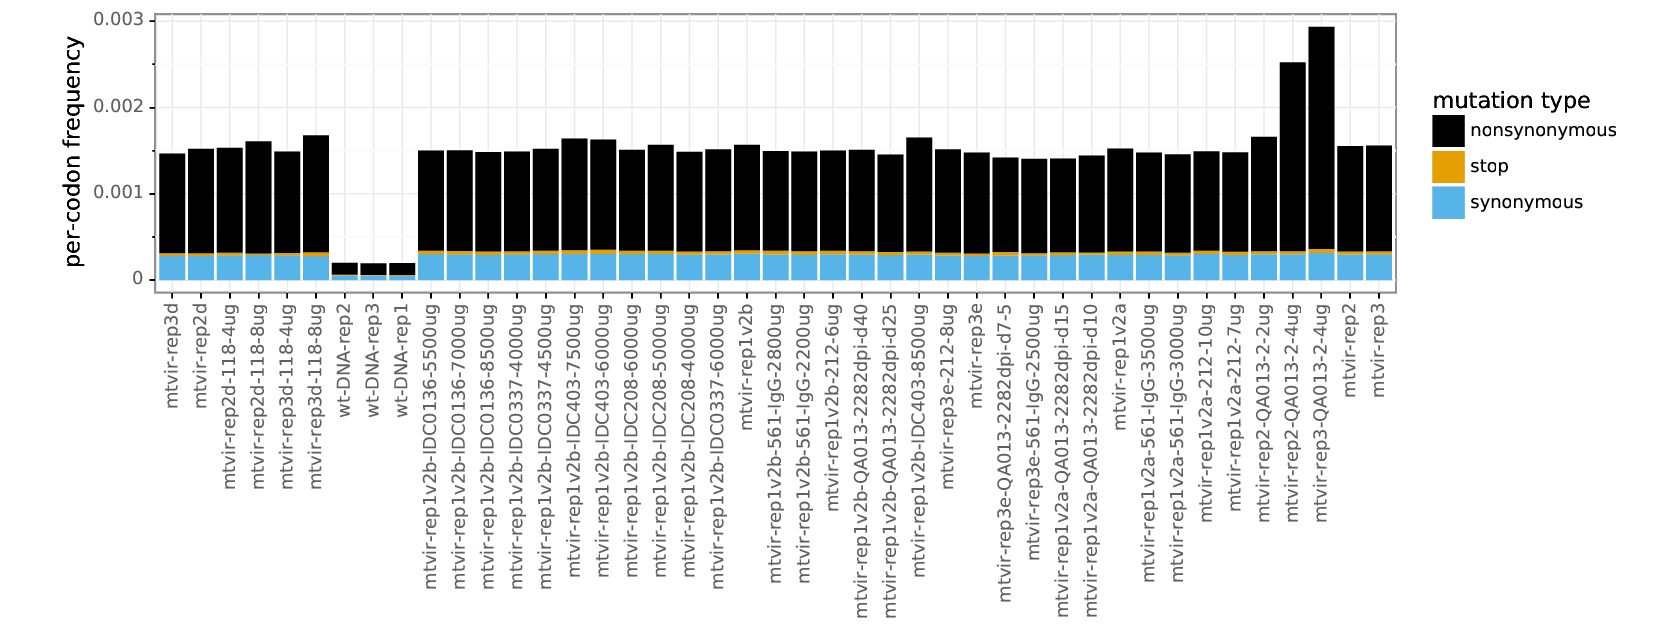 per-codon frequency
0.003
0.002
0.001
0
mutation type
nonsynonymous
stop
synonymous
mtvir-rep3d
mtvir-rep2d
mtvir-rep2d-118-4ug
mtvir-rep2d-118-8ug
mtvir-rep3d-118-4ug
mtvir-rep3d-118-8ug
wt-DNA-rep2
wt-DNA-rep3
wt-DNA-rep1
mtvir-rep1v2b-IDC0136-5500ug
mtvir-rep1v2b-IDC0136-7000ug
mtvir-rep1v2b-IDC0136-8500ug
mtvir-rep1v2b-IDC0337-4000ug
mtvir-rep1v2b-IDC0337-4500ug
mtvir-rep1v2b-IDC403-7500ug
mtvir-rep1v2b-IDC403-6000ug
mtvir-rep1v2b-IDC208-6000ug
mtvir-rep1v2b-IDC208-5000ug
mtvir-rep1v2b-IDC208-4000ug
mtvir-rep1v2b-IDC0337-6000ug
mtvir-rep1v2b
mtvir-rep1v2b-561-IgG-2800ug
mtvir-rep1v2b-561-IgG-2200ug
mtvir-rep1v2b-212-6ug
mtvir-rep1v2b-QA013-2282dpi-d40
mtvir-rep1v2b-QA013-2282dpi-d25
mtvir-rep1v2b-IDC403-8500ug
mtvir-rep3e-212-8ug
mtvir-rep3e
mtvir-rep3e-QA013-2282dpi-d7-5
mtvir-rep3e-561-IgG-2500ug
mtvir-rep1v2a-QA013-2282dpi-d15
mtvir-rep1v2a-QA013-2282dpi-d10
mtvir-rep1v2a
mtvir-rep1v2a-561-IgG-3500ug
mtvir-rep1v2a-561-IgG-3000ug
mtvir-rep1v2a-212-10ug
mtvir-rep1v2a-212-7ug
mtvir-rep2-QA013-2-2ug
mtvir-rep2-QA013-2-4ug
mtvir-rep3-QA013-2-4ug
mtvir-rep2
mtvir-rep3